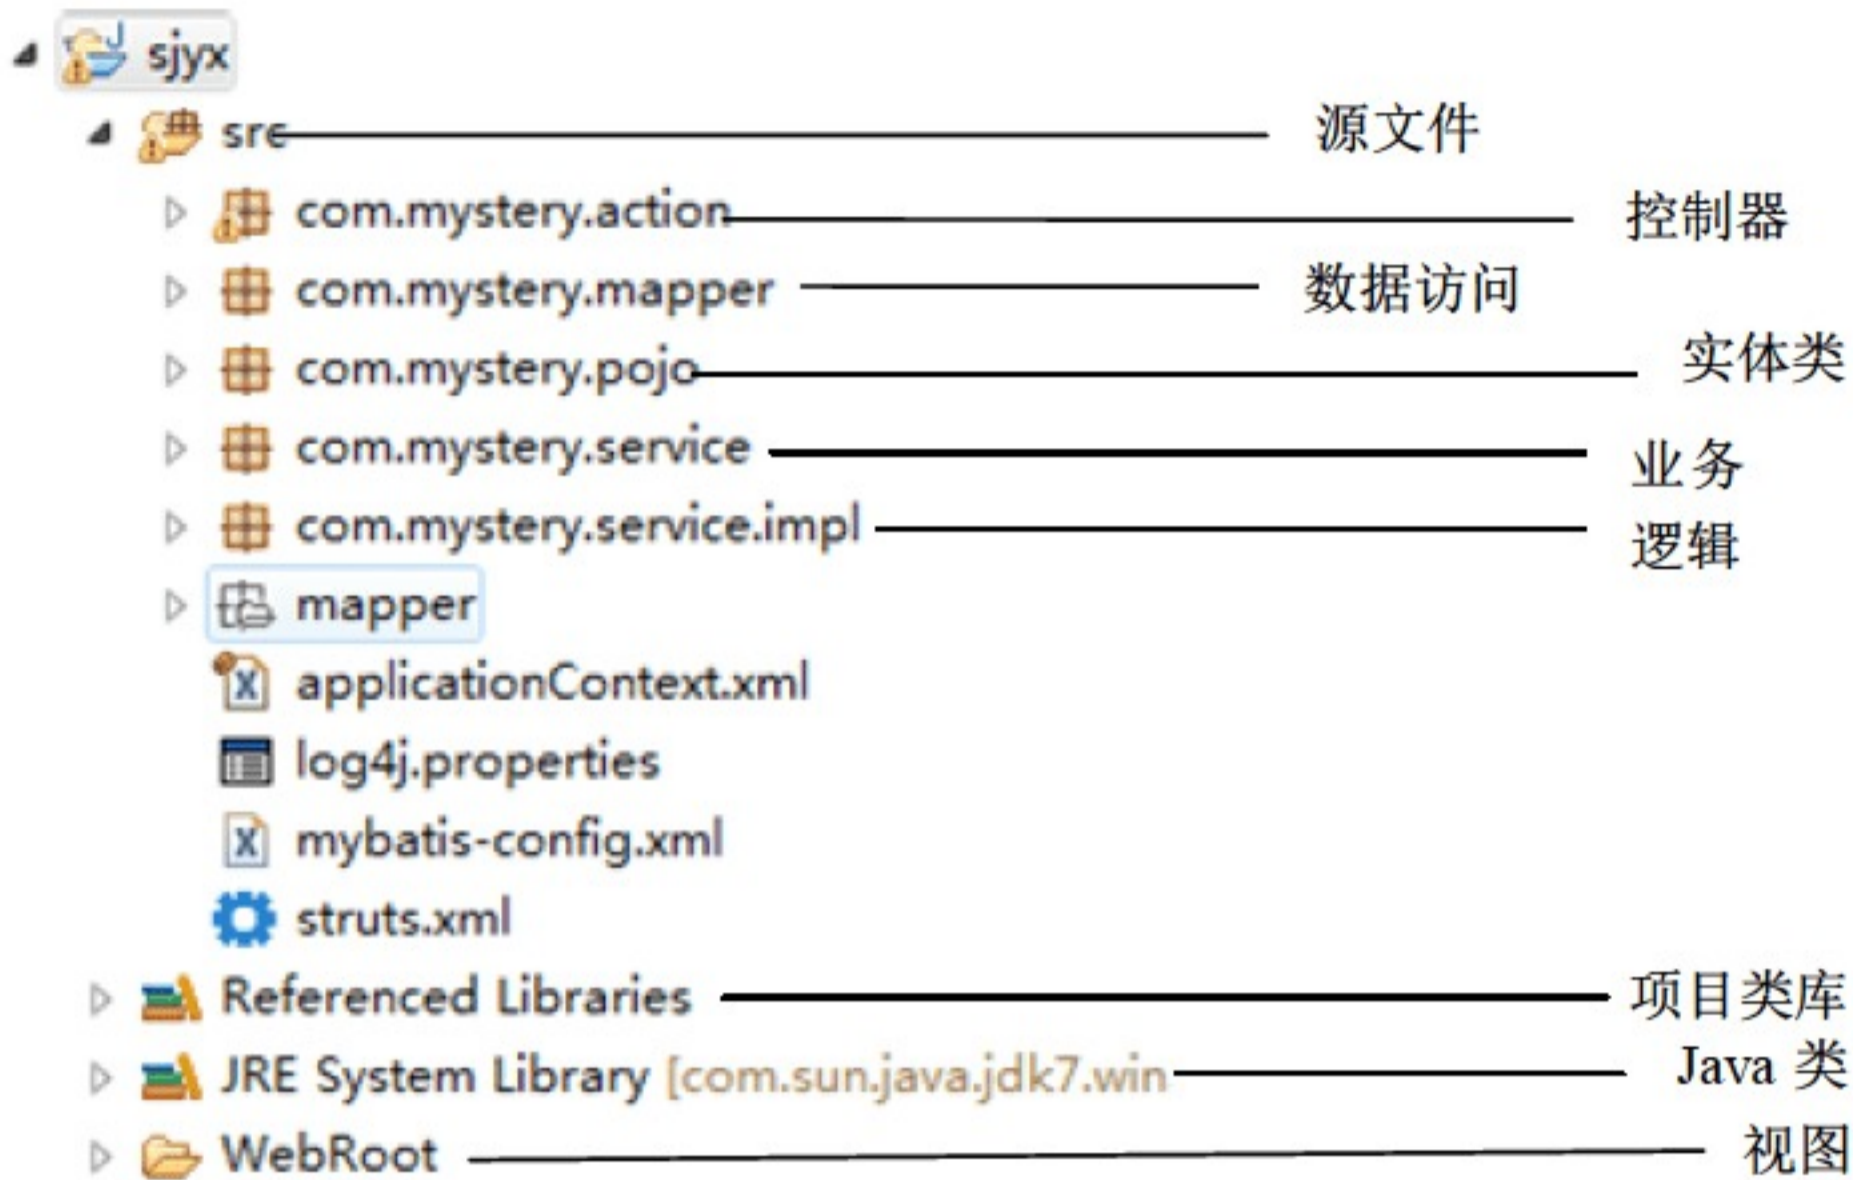 sjyx
src 源文件
com.mystery.action 控制器
com.mystery.mapper 数据访问
com.mystery.pojo 实体类
com.mystery.service 业务
com.mystery.service.impl 逻辑
mapper
applicationContext.xml
log4j.properties
mybatis-config.xml
struts.xml
Referenced Libraries 项目类库
JRE System Library [com.sun.java.jdk7.win Java 类
WebRoot 视图